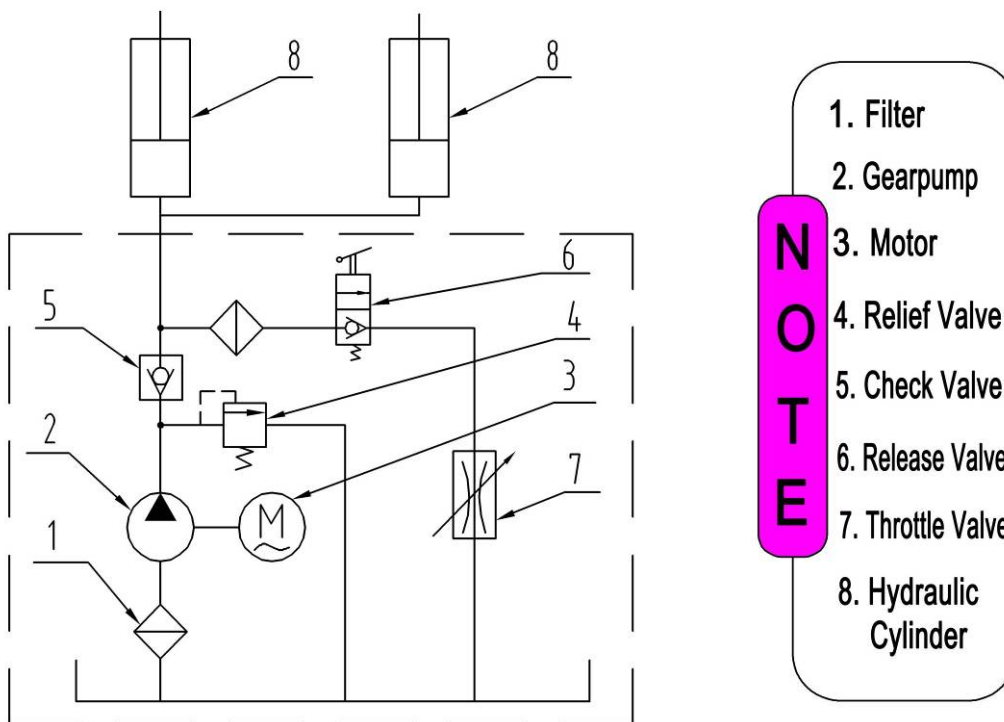 8
8
6
5
4
3
2
7
1
M
NOTE
1. Filter
2. Gearpump
3. Motor
4. Relief Valve
5. Check Valve
6. Release Valve
7. Throttle Valve
8. Hydraulic
Cylinder